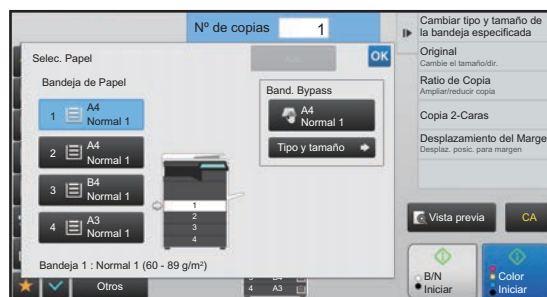 Nº de copias 1
Selec. Papel
Auto
OK
Bandeja de Papel
1 A4
Normal 1
2 A4
Normal 1
3 B4
Normal 1
4 A3
Normal 1
1
2
3
4
Band. Bypass
A4
Normal 1
Tipo y tamaño
Bandeja 1 : Normal 1 (60 - 89 g/m²)
Otros
4 A3
Cambiar tipo y tamaño de
la bandeja especificada
Original
Cambie el tamaño/dir.
Ratio de Copia
Ampliar/reducir copia
Copia 2-Caras
Desplazamiento del Marge
Desplaz. posic. para margen
Vista previa
CA
B/N
Iniciar
Color
Iniciar